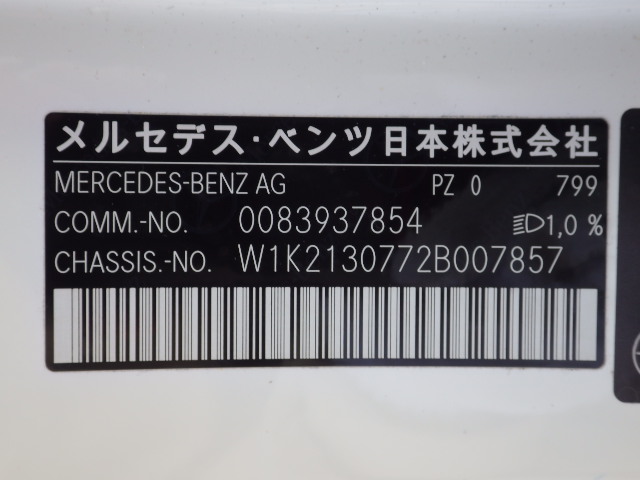 メルセデス・ベンツ日本株式会社
MERCEDES-BENZ AG PZ 0 799
COMM.-NO. 0083937854 1,0 %
CHASSIS.-NO. W1K2130772B007857